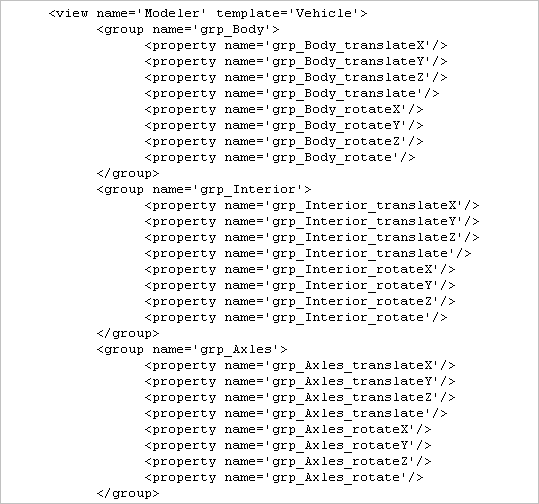 <view name='Modeler' template='Vehicle'>
<group name='grp_Body'>
<property name='grp_Body_translateX'/>
<property name='grp_Body_translateY'/>
<property name='grp_Body_translateZ'/>
<property name='grp_Body_translate'/>
<property name='grp_Body_rotateX'/>
<property name='grp_Body_rotateY'/>
<property name='grp_Body_rotateZ'/>
<property name='grp_Body_rotate'/>
</group>
<group name='grp_Interior'>
<property name='grp_Interior_translateX'/>
<property name='grp_Interior_translateY'/>
<property name='grp_Interior_translateZ'/>
<property name='grp_Interior_translate'/>
<property name='grp_Interior_rotateX'/>
<property name='grp_Interior_rotateY'/>
<property name='grp_Interior_rotateZ'/>
<property name='grp_Interior_rotate'/>
</group>
<group name='grp_Axles'>
<property name='grp_Axles_translateX'/>
<property name='grp_Axles_translateY'/>
<property name='grp_Axles_translateZ'/>
<property name='grp_Axles_translate'/>
<property name='grp_Axles_rotateX'/>
<property name='grp_Axles_rotateY'/>
<property name='grp_Axles_rotateZ'/>
<property name='grp_Axles_rotate'/>
</group>